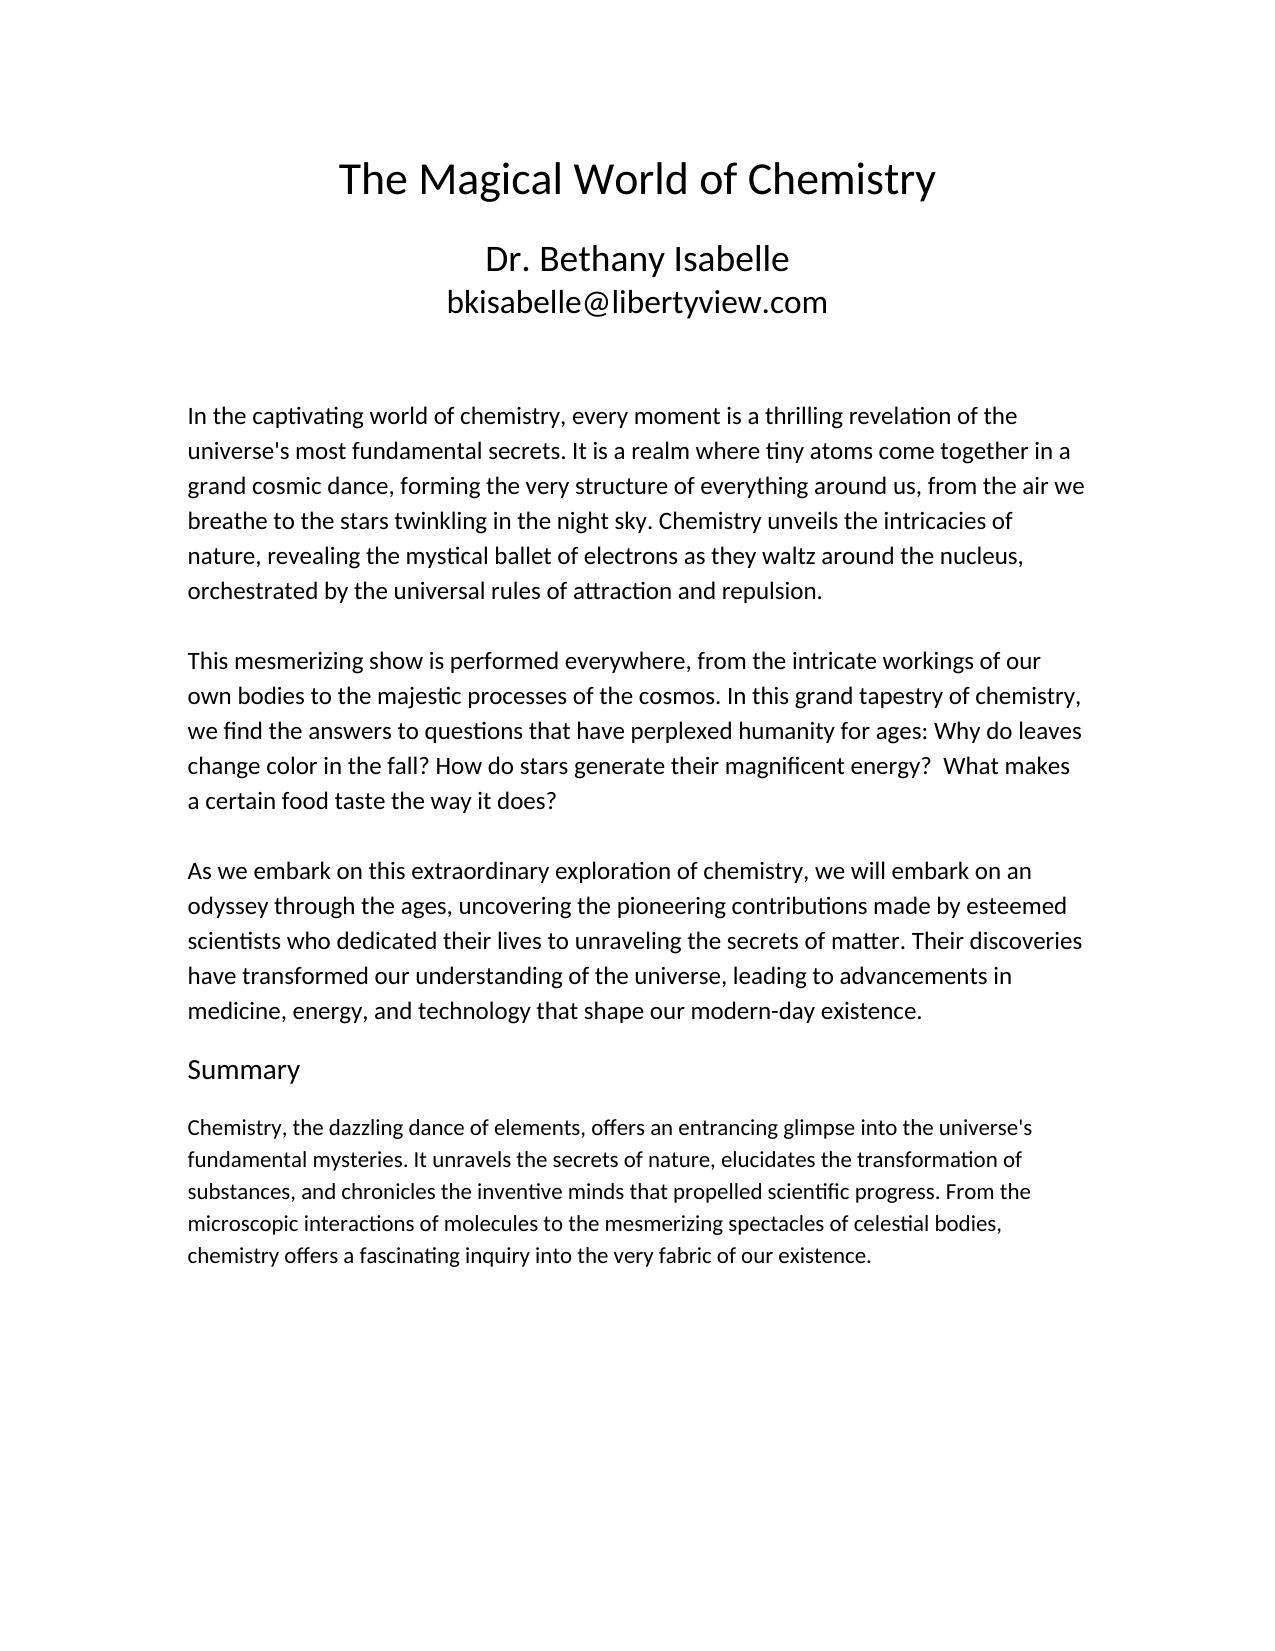 The Magical World of Chemistry
Dr. Bethany Isabelle
bkisabelle@libertyview.com
In the captivating world of chemistry, every moment is a thrilling revelation of the
universe's most fundamental secrets. It is a realm where tiny atoms come together in a
grand cosmic dance, forming the very structure of everything around us, from the air we
breathe to the stars twinkling in the night sky. Chemistry unveils the intricacies of
nature, revealing the mystical ballet of electrons as they waltz around the nucleus,
orchestrated by the universal rules of attraction and repulsion.
This mesmerizing show is performed everywhere, from the intricate workings of our
own bodies to the majestic processes of the cosmos. In this grand tapestry of chemistry,
we find the answers to questions that have perplexed humanity for ages: Why do leaves
change color in the fall? How do stars generate their magnificent energy?  What makes
a certain food taste the way it does?
As we embark on this extraordinary exploration of chemistry, we will embark on an
odyssey through the ages, uncovering the pioneering contributions made by esteemed
scientists who dedicated their lives to unraveling the secrets of matter. Their discoveries
have transformed our understanding of the universe, leading to advancements in
medicine, energy, and technology that shape our modern-day existence.
Summary
Chemistry, the dazzling dance of elements, offers an entrancing glimpse into the universe's
fundamental mysteries. It unravels the secrets of nature, elucidates the transformation of
substances, and chronicles the inventive minds that propelled scientific progress. From the
microscopic interactions of molecules to the mesmerizing spectacles of celestial bodies,
chemistry offers a fascinating inquiry into the very fabric of our existence.